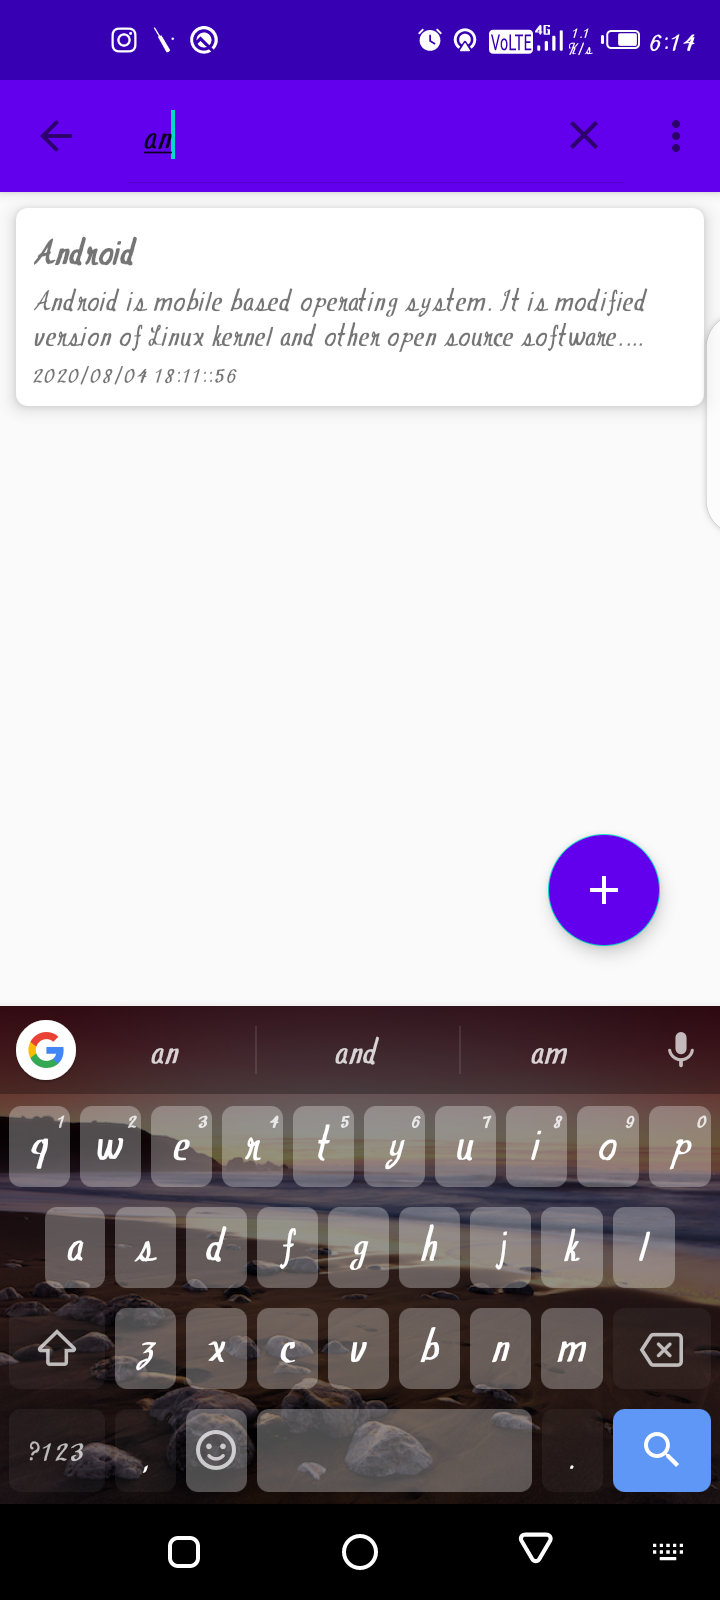 VoLTE 4G 1.1 K/s 6:14
an
Android
Android is mobile based operating system. It is modified
version of Linux kernel and other open source software....
2020/08/04 18:11::56
an and am
1 2 3 4 5 6 7 8 9 0
q w e r t y u i o p
a s d f g h j k l
z x c v b n m
?123 , .